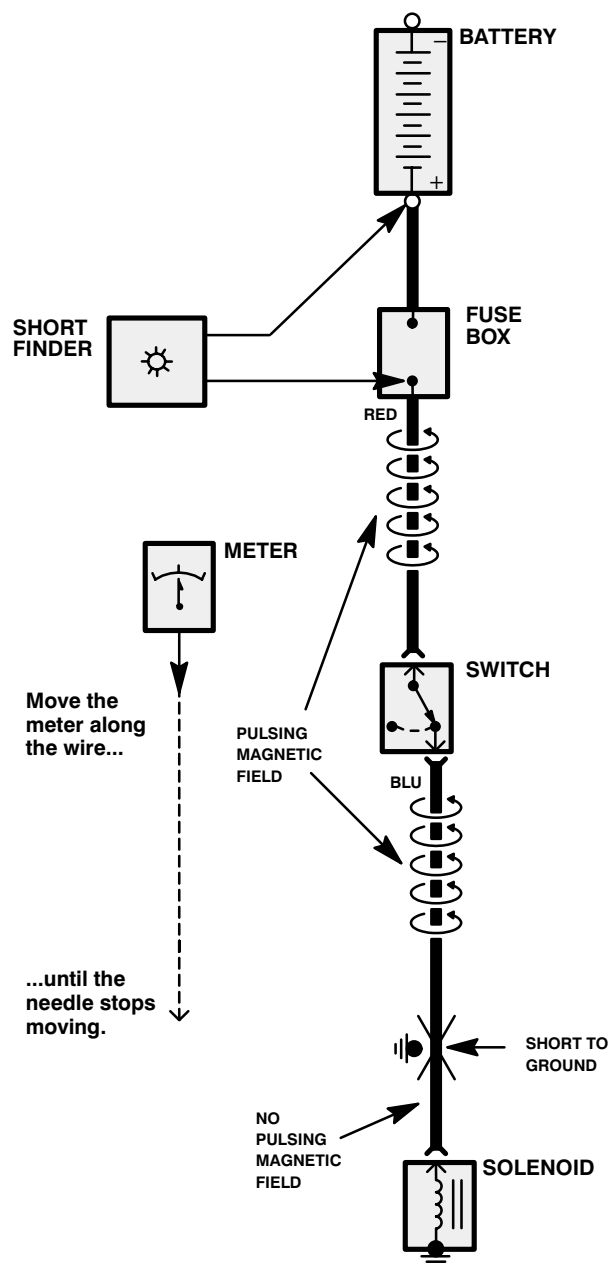 BATTERY
−
+
SHORT
FINDER
FUSE
BOX
RED
METER
SWITCH
Move the
meter along
the wire...
PULSING
MAGNETIC
FIELD
BLU
...until the
needle stops
moving.
SHORT TO
GROUND
NO
PULSING
MAGNETIC
FIELD
SOLENOID